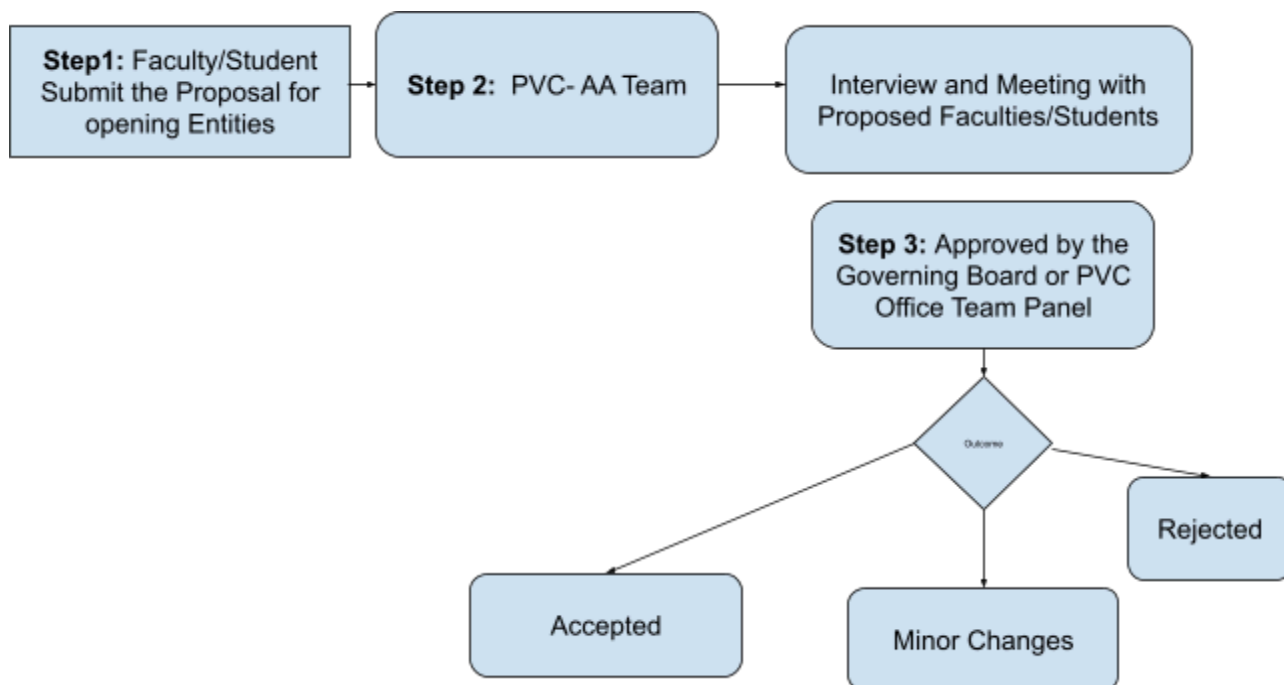 Step1: Faculty/Student
Submit the Proposal for
opening Entities
Step 2: PVC- AA Team
Interview and Meeting with
Proposed Faculties/Students
Step 3: Approved by the
Governing Board or PVC
Office Team Panel
Outcome
Rejected
Accepted
Minor Changes